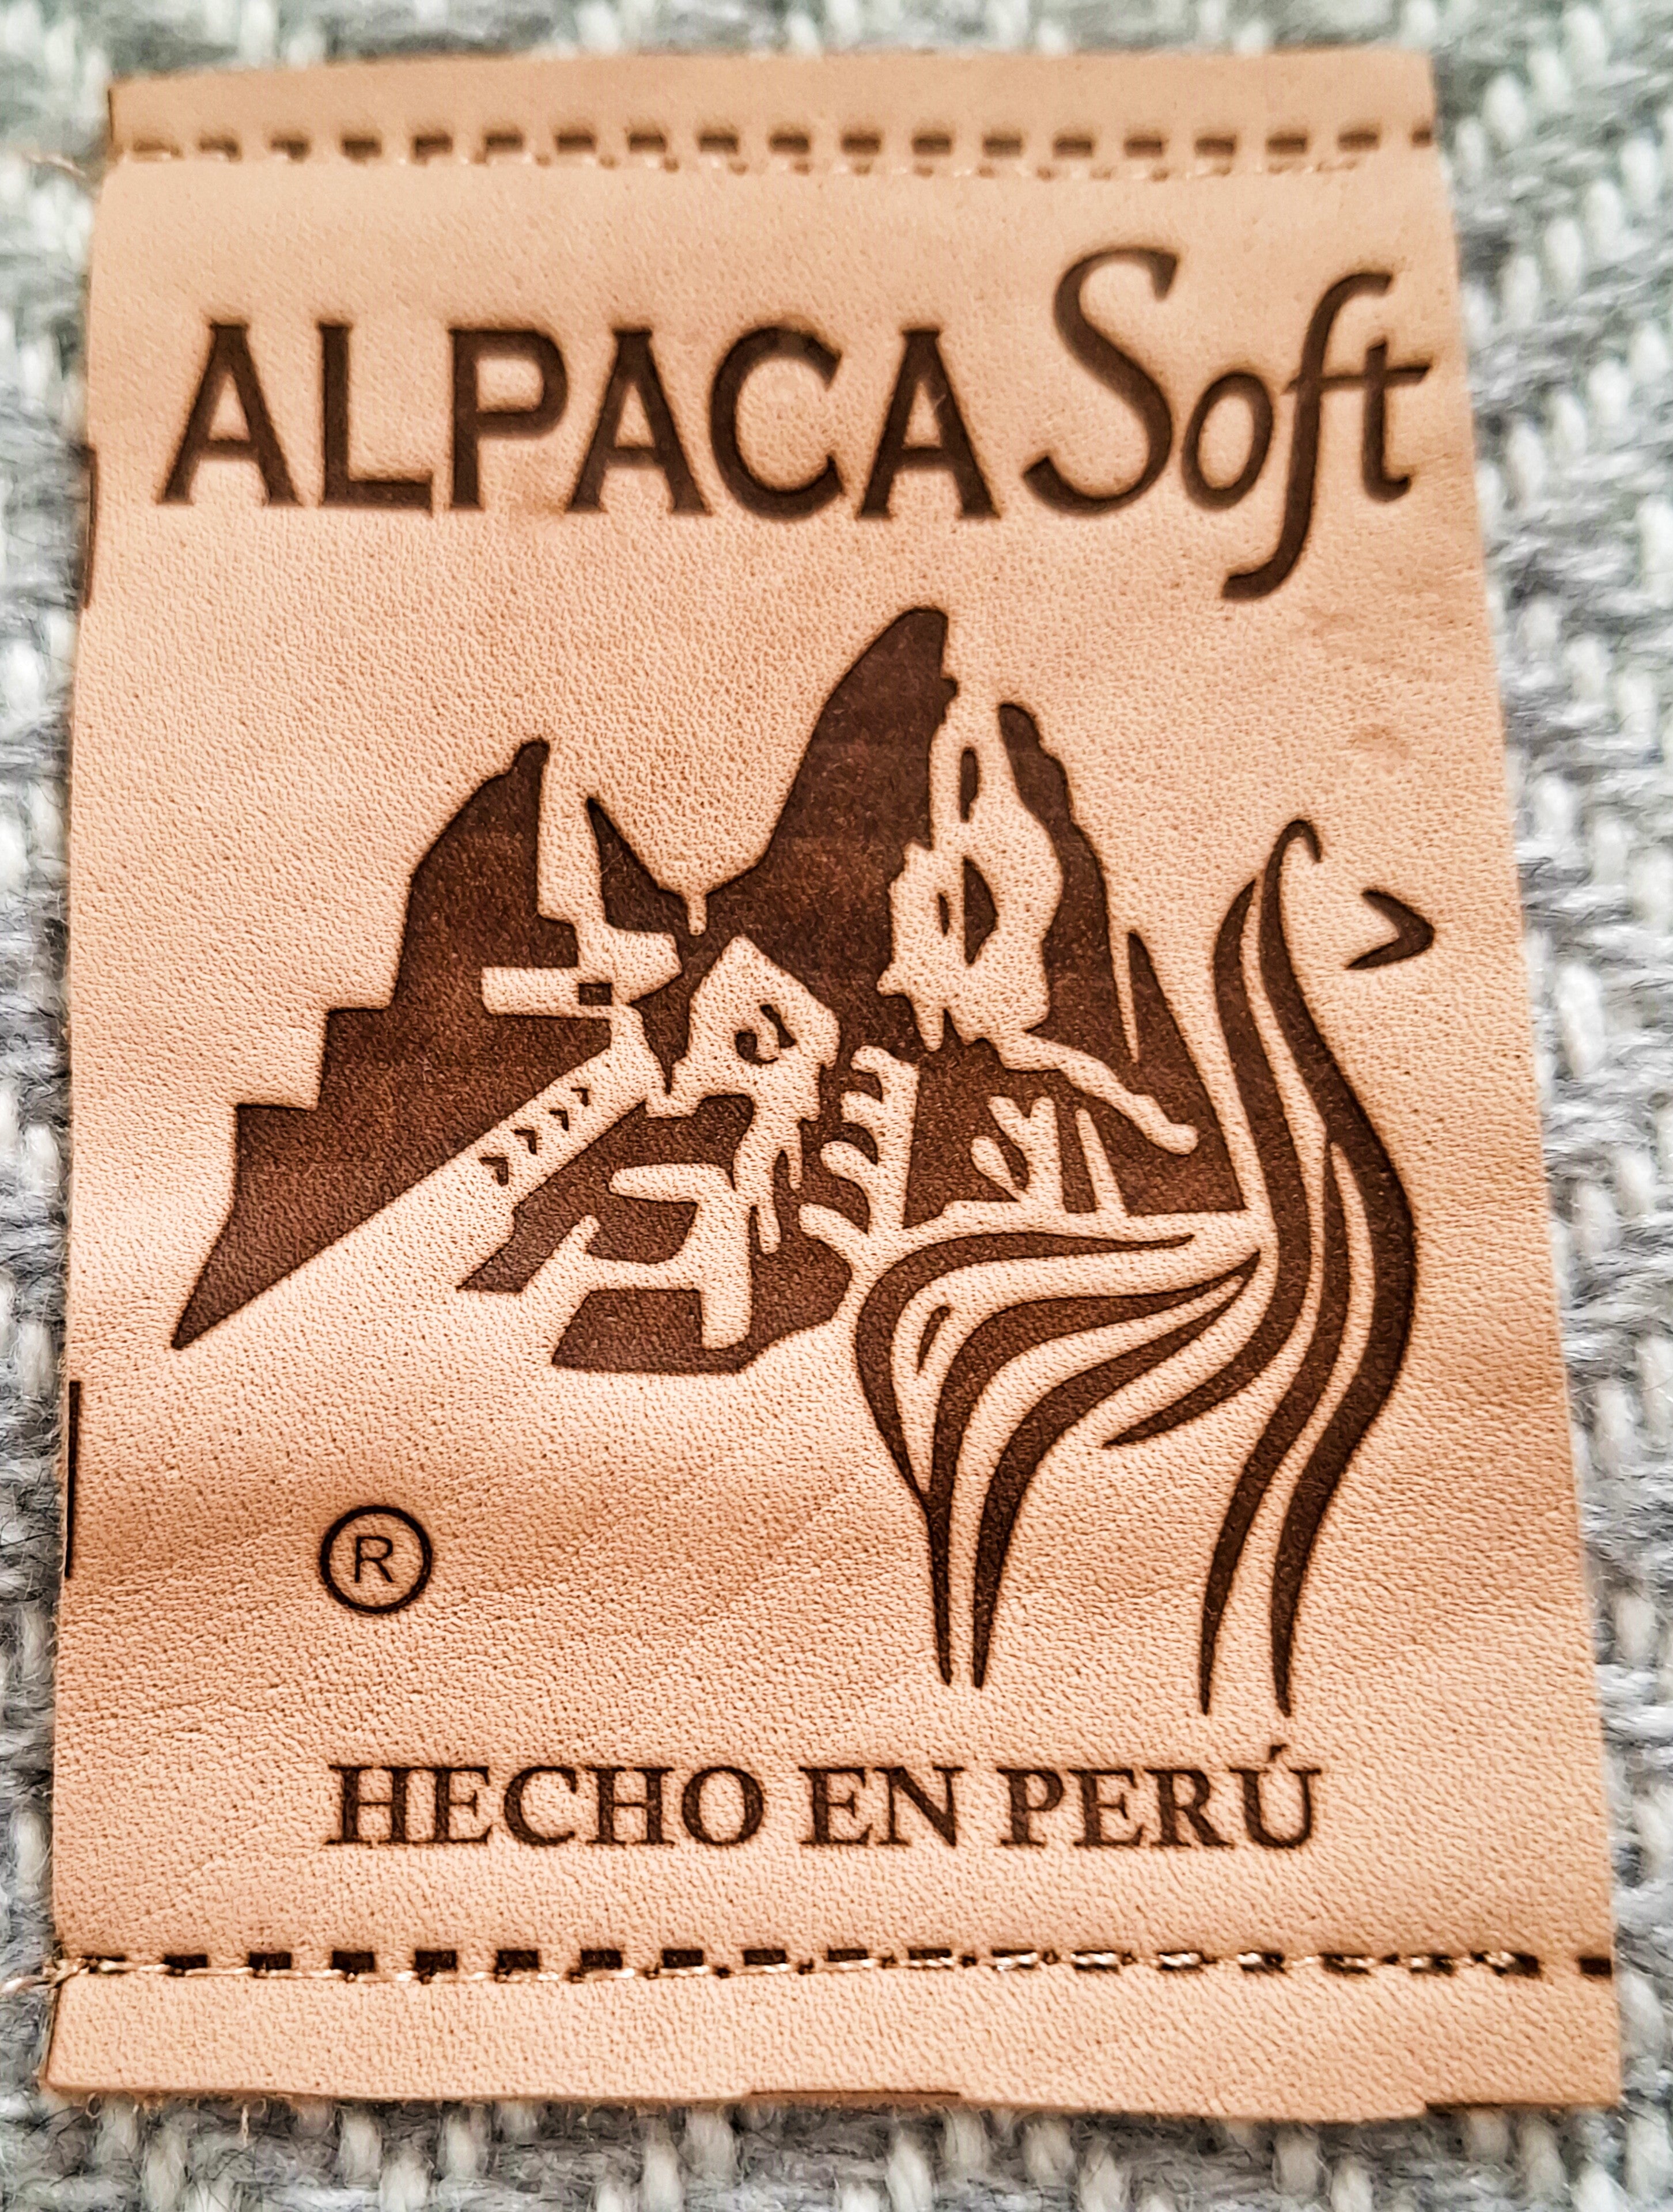 ALPACA Soft
®
HECHO EN PERÚ